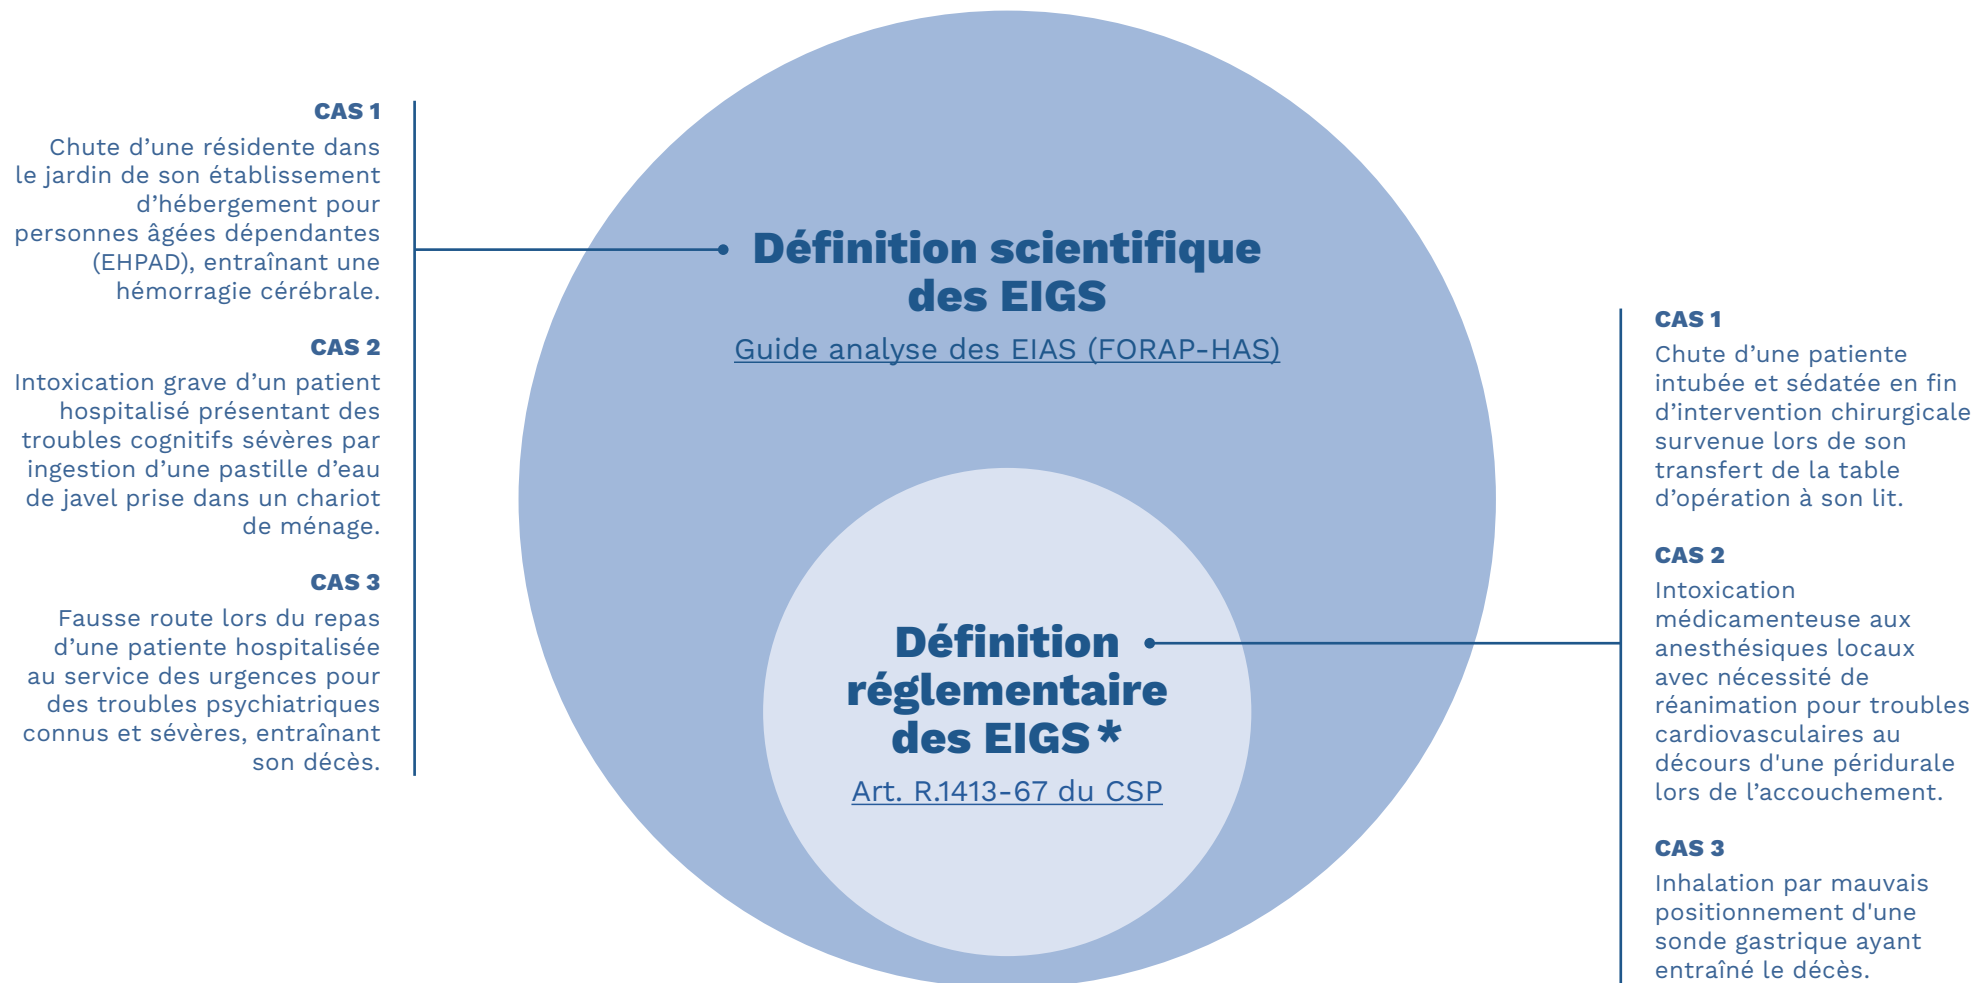 CAS 1
Chute d’une résidente dans
le jardin de son établissement
d’hébergement pour
personnes âgées dépendantes
(EHPAD), entraînant une
hémorragie cérébrale.
CAS 2
Intoxication grave d’un patient
hospitalisé présentant des
troubles cognitifs sévères par
ingestion d’une pastille d’eau
de javel prise dans un chariot
de ménage.
CAS 3
Fausse route lors du repas
d’une patiente hospitalisée
au service des urgences pour
des troubles psychiatriques
connus et sévères, entraînant
son décès.
Définition scientifique
des EIGS
Guide analyse des EIAS (FORAP-HAS)
Définition
réglementaire
des EIGS *
Art. R.1413-67 du CSP
CAS 1
Chute d’une patiente
intubée et sédatée en fin
d’intervention chirurgicale
survenue lors de son
transfert de la table
d’opération à son lit.
CAS 2
Intoxication
médicamenteuse aux
anesthésiques locaux
avec nécessité de
réanimation pour troubles
cardiovasculaires au
décours d'une péridurale
lors de l’accouchement.
CAS 3
Inhalation par mauvais
positionnement d'une
sonde gastrique ayant
entraîné le décès.